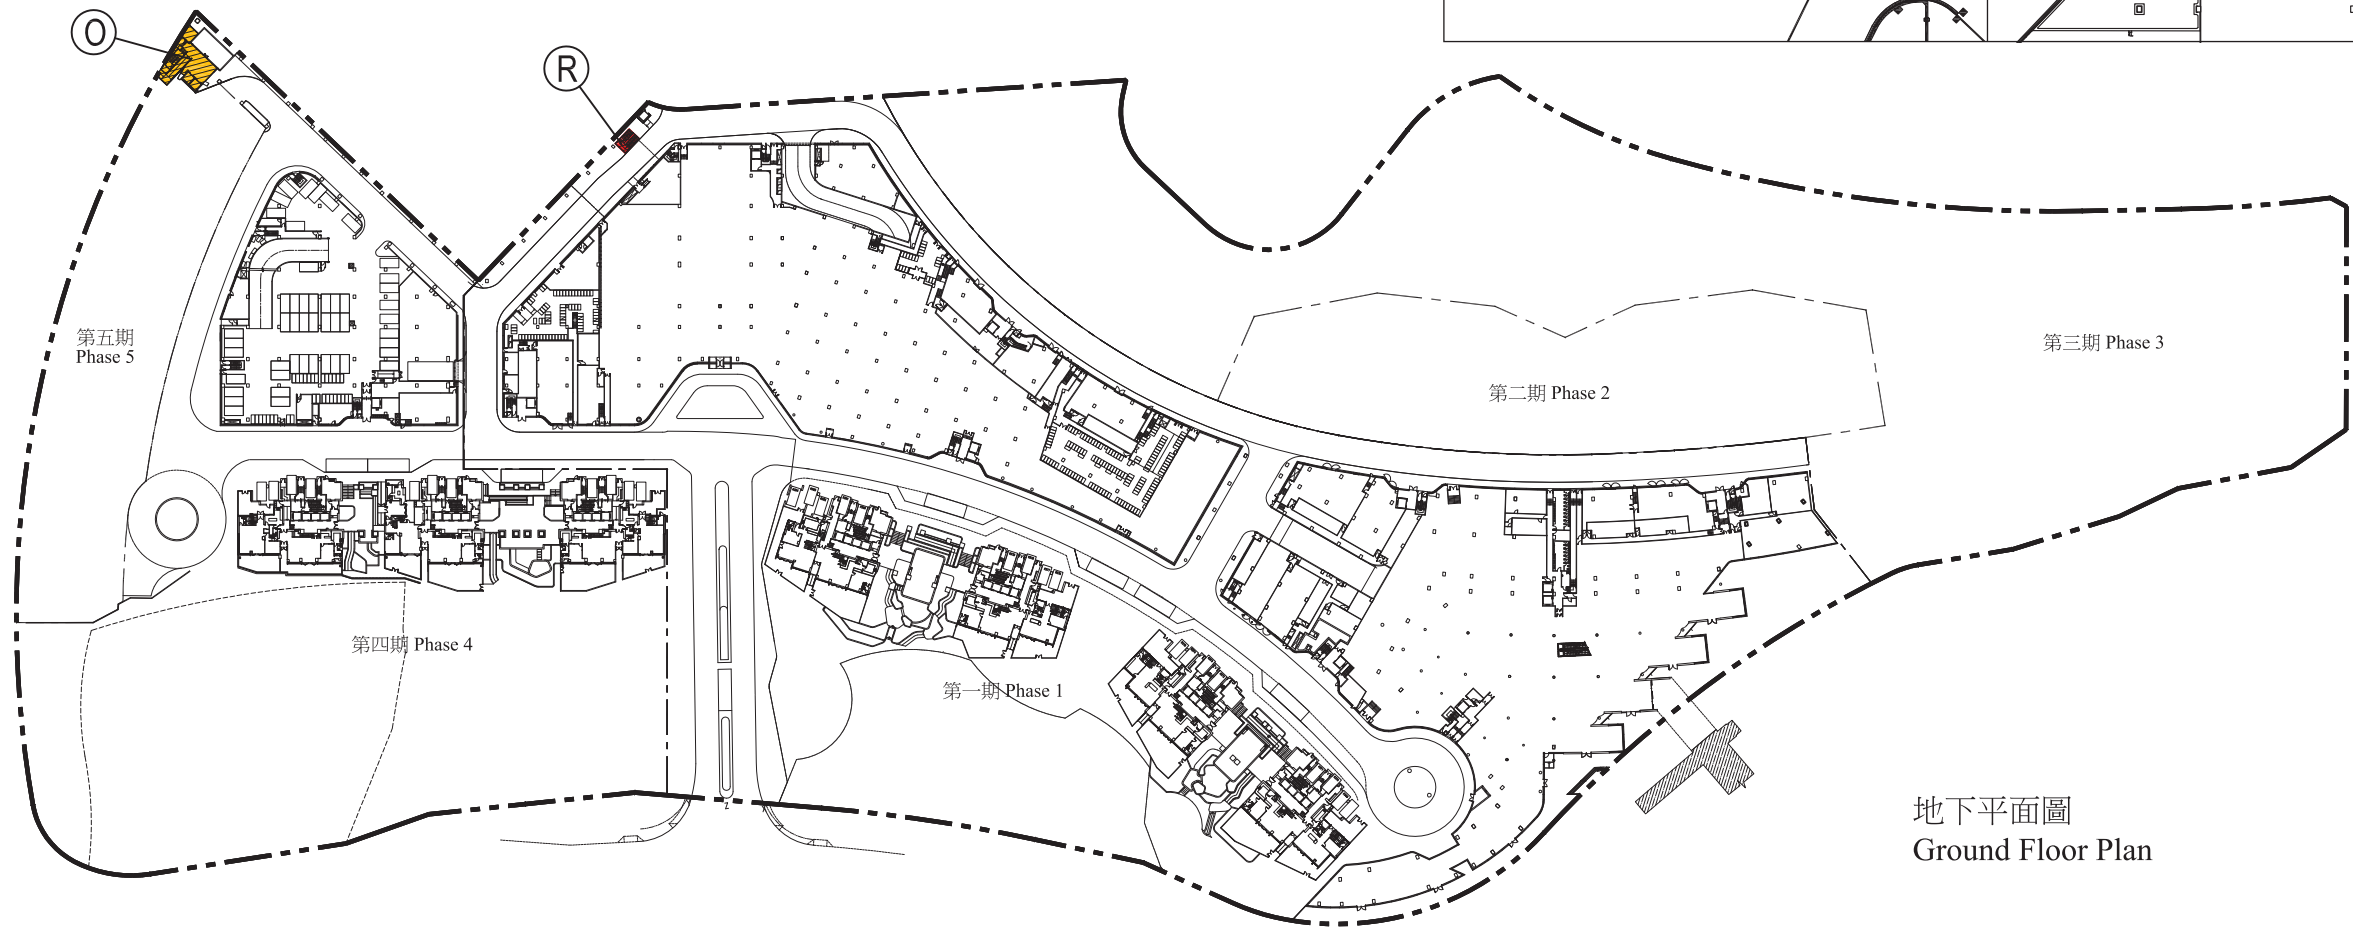 O
R
第五期
Phase 5
第三期 Phase 3
第二期 Phase 2
第四期 Phase 4
第一期 Phase 1
地下平面圖
Ground Floor Plan